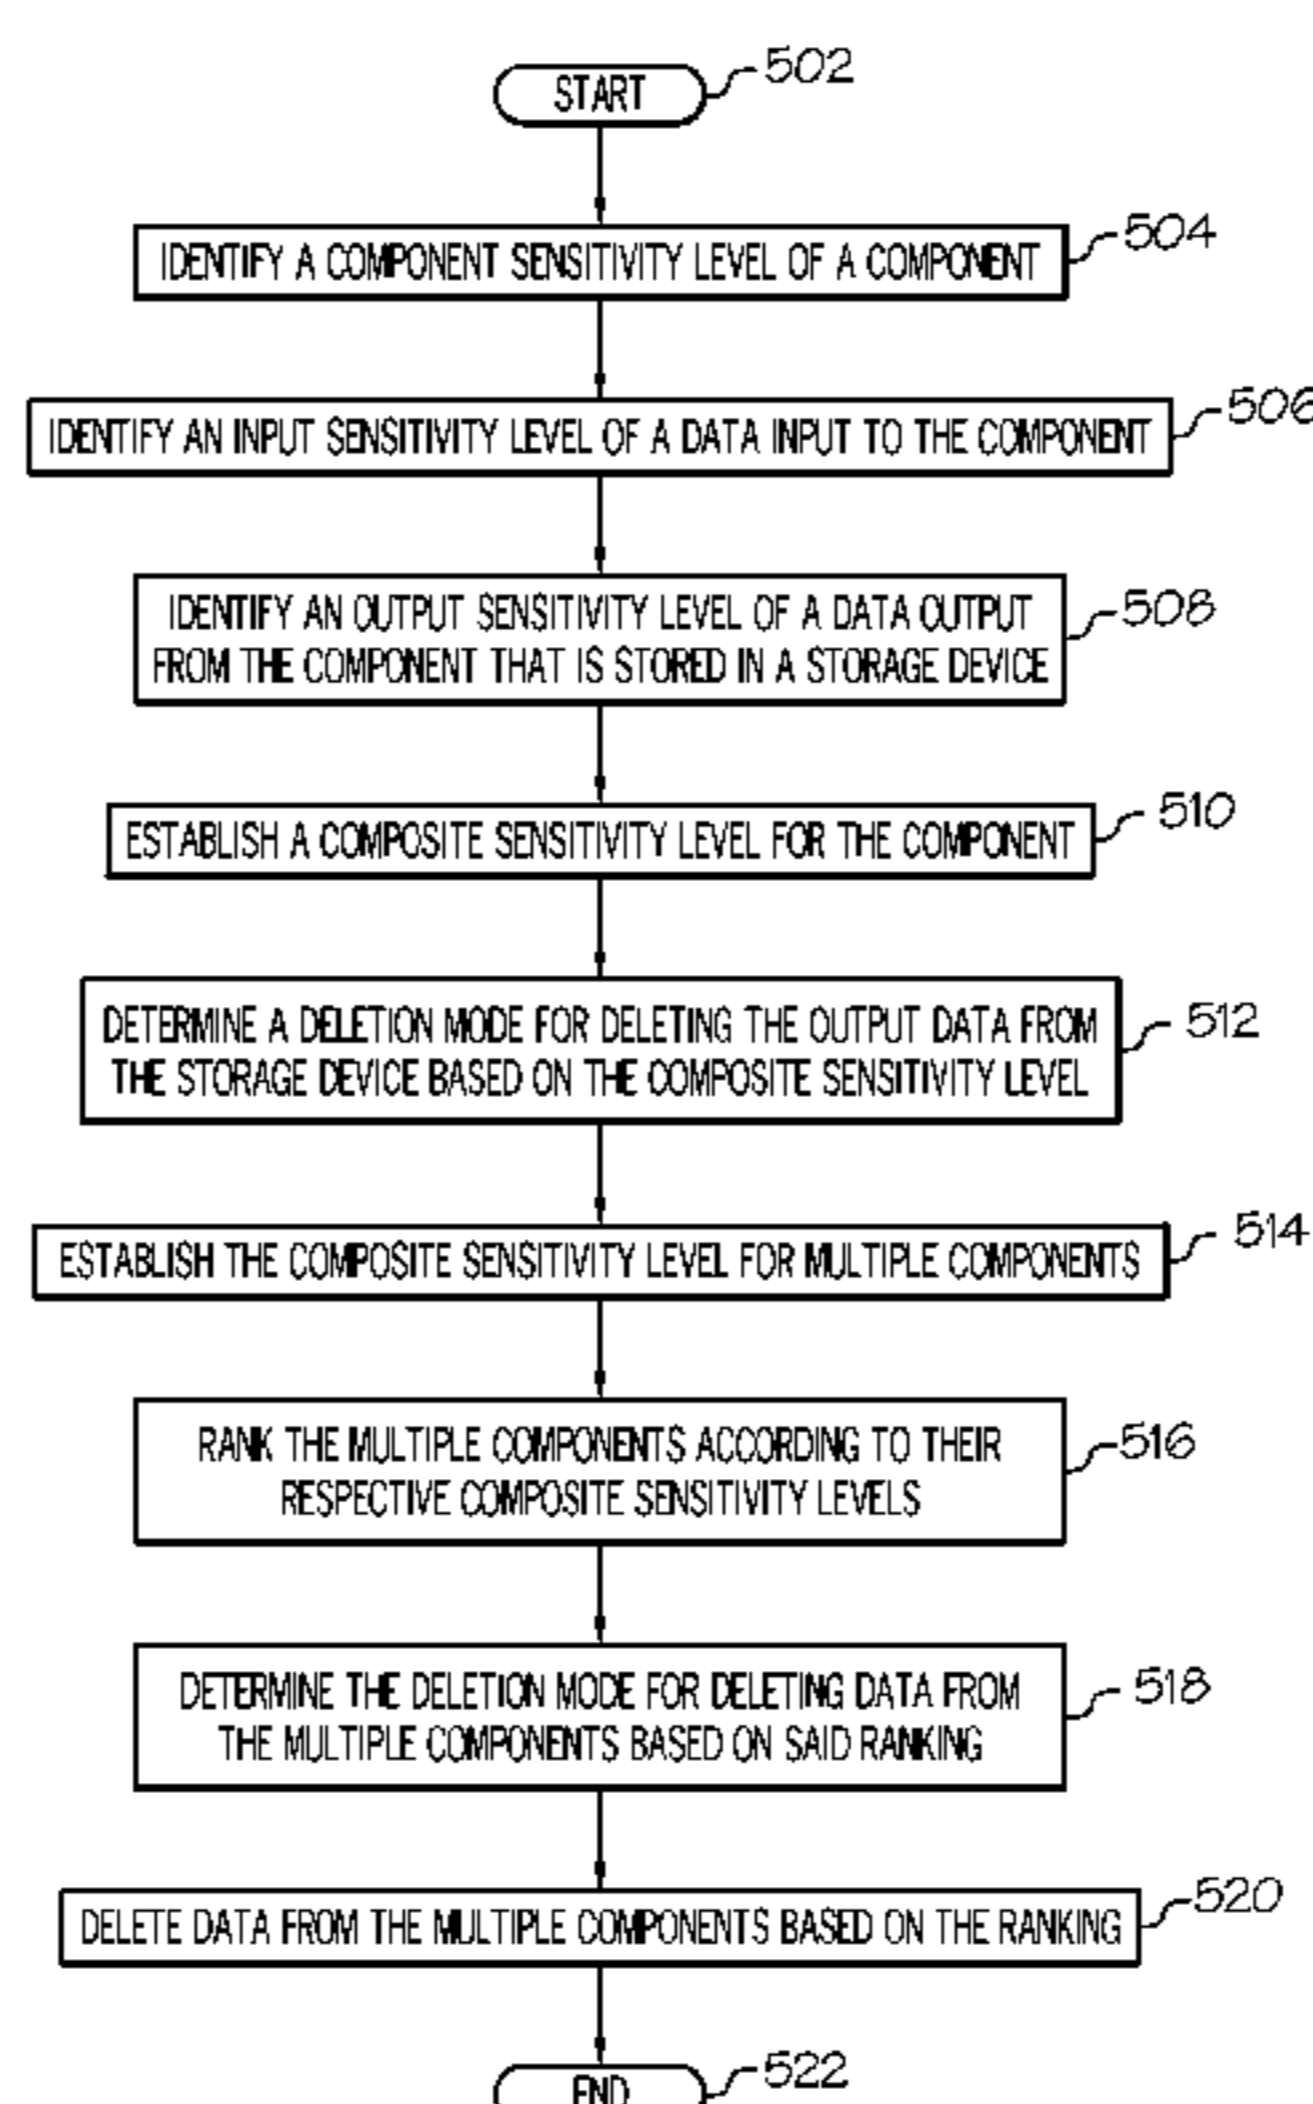 START
502
IDENTIFY A COMPONENT SENSITIVITY LEVEL OF A COMPONENT
504
IDENTIFY AN INPUT SENSITIVITY LEVEL OF A DATA INPUT TO THE COMPONENT
506
IDENTIFY AN OUTPUT SENSITIVITY LEVEL OF A DATA OUTPUT
FROM THE COMPONENT THAT IS STORED IN A STORAGE DEVICE
508
ESTABLISH A COMPOSITE SENSITIVITY LEVEL FOR THE COMPONENT
510
DETERMINE A DELETION MODE FOR DELETING THE OUTPUT DATA FROM
THE STORAGE DEVICE BASED ON THE COMPOSITE SENSITIVITY LEVEL
512
ESTABLISH THE COMPOSITE SENSITIVITY LEVEL FOR MULTIPLE COMPONENTS
514
RANK THE MULTIPLE COMPONENTS ACCORDING TO THEIR
RESPECTIVE COMPOSITE SENSITIVITY LEVELS
516
DETERMINE THE DELETION MODE FOR DELETING DATA FROM
THE MULTIPLE COMPONENTS BASED ON SAID RANKING
518
DELETE DATA FROM THE MULTIPLE COMPONENTS BASED ON THE RANKING
520
END
522